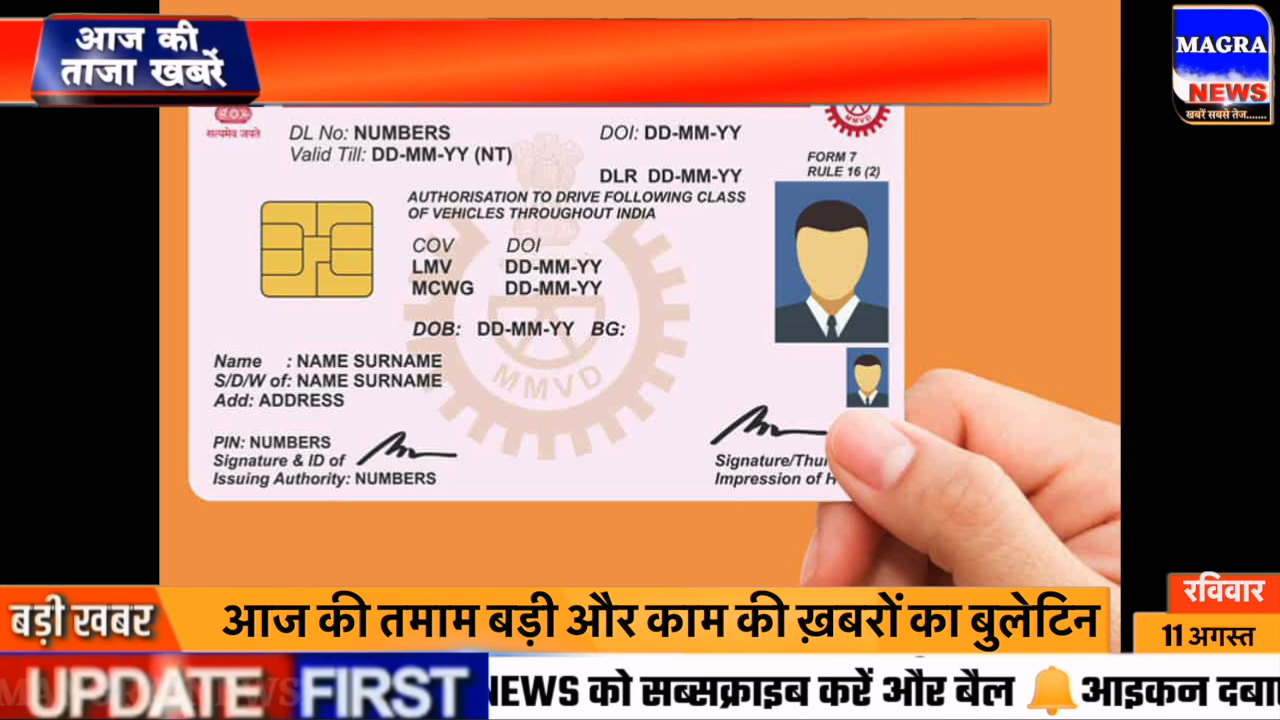 आज की
ताजा खबरें
MAGRA
NEWS
खबरें सबसे तेज.......
सत्यमेव जयते
DL No: NUMBERS
DOI: DD-MM-YY
Valid Till: DD-MM-YY (NT)
DLR DD-MM-YY
FORM 7
RULE 16 (2)
AUTHORISATION TO DRIVE FOLLOWING CLASS
OF VEHICLES THROUGHOUT INDIA
COV DOI
LMV DD-MM-YY
MCWG DD-MM-YY
DOB: DD-MM-YY BG:
MMVD
Name : NAME SURNAME
S/D/W of: NAME SURNAME
Add: ADDRESS
PIN: NUMBERS
Signature & ID of
Issuing Authority: NUMBERS
Signature/Thu
Impression of H
रविवार
11 अगस्त
बड़ी खबर
आज की तमाम बड़ी और काम की ख़बरों का बुलेटिन
UPDATE FIRST
NEWS को सब्सक्राइब करें और बैल 🔔 आइकन दबा